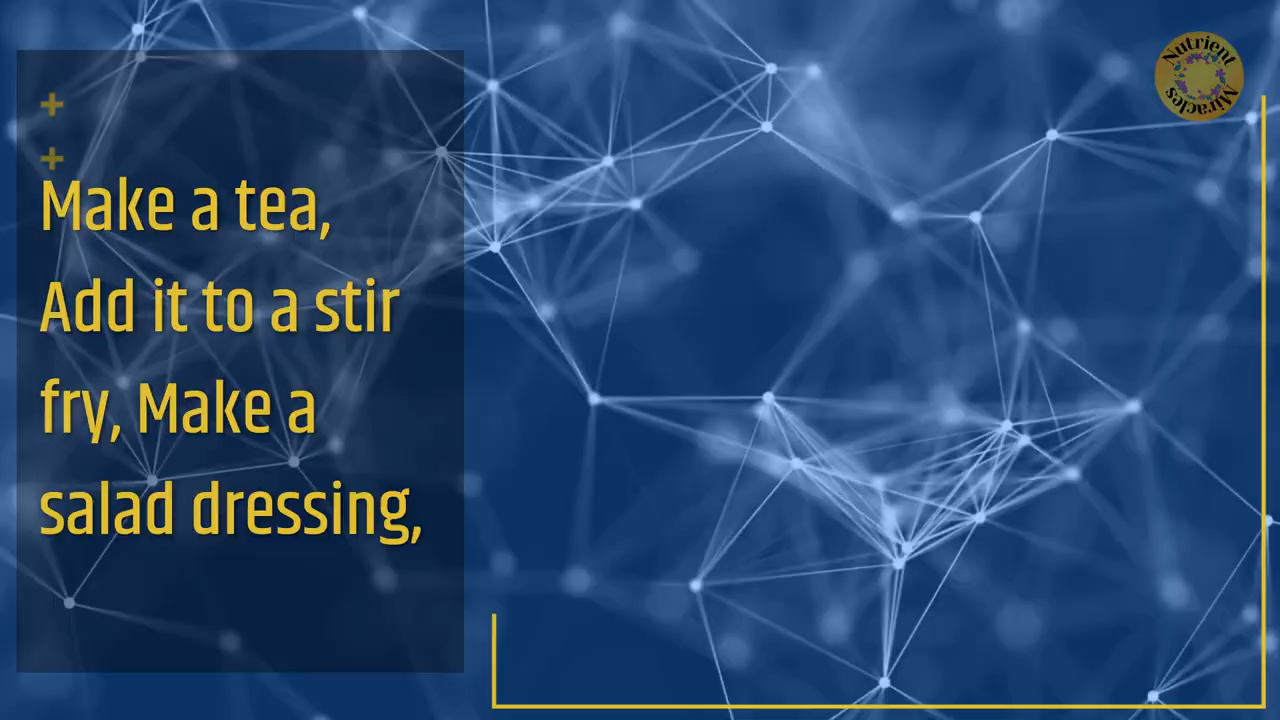 Nutrient
Miracles
+
+
Make a tea,
Add it to a stir
fry, Make a
salad dressing,